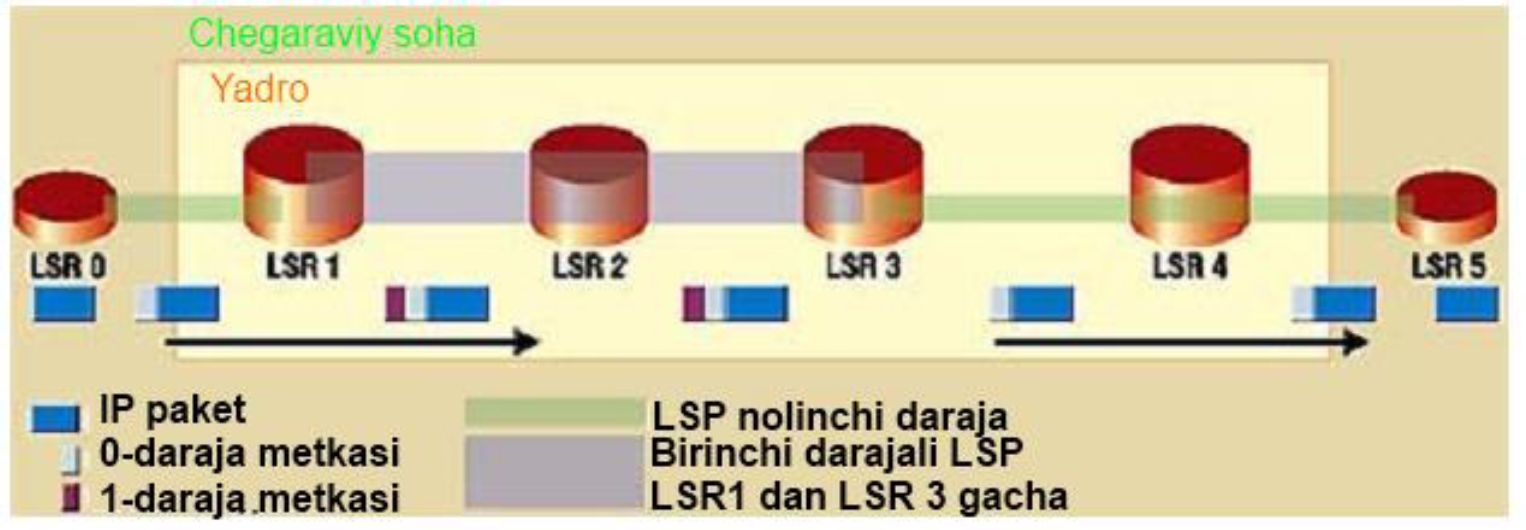 Chegaraviy soha
Yadro
LSR 0
LSR 1
LSR 2
LSR 3
LSR 4
LSR 5
IP paket
0-daraja metkasi
1-daraja metkasi
LSP nolinchi daraja
Birinchi darajali LSP
LSR1 dan LSR 3 gacha